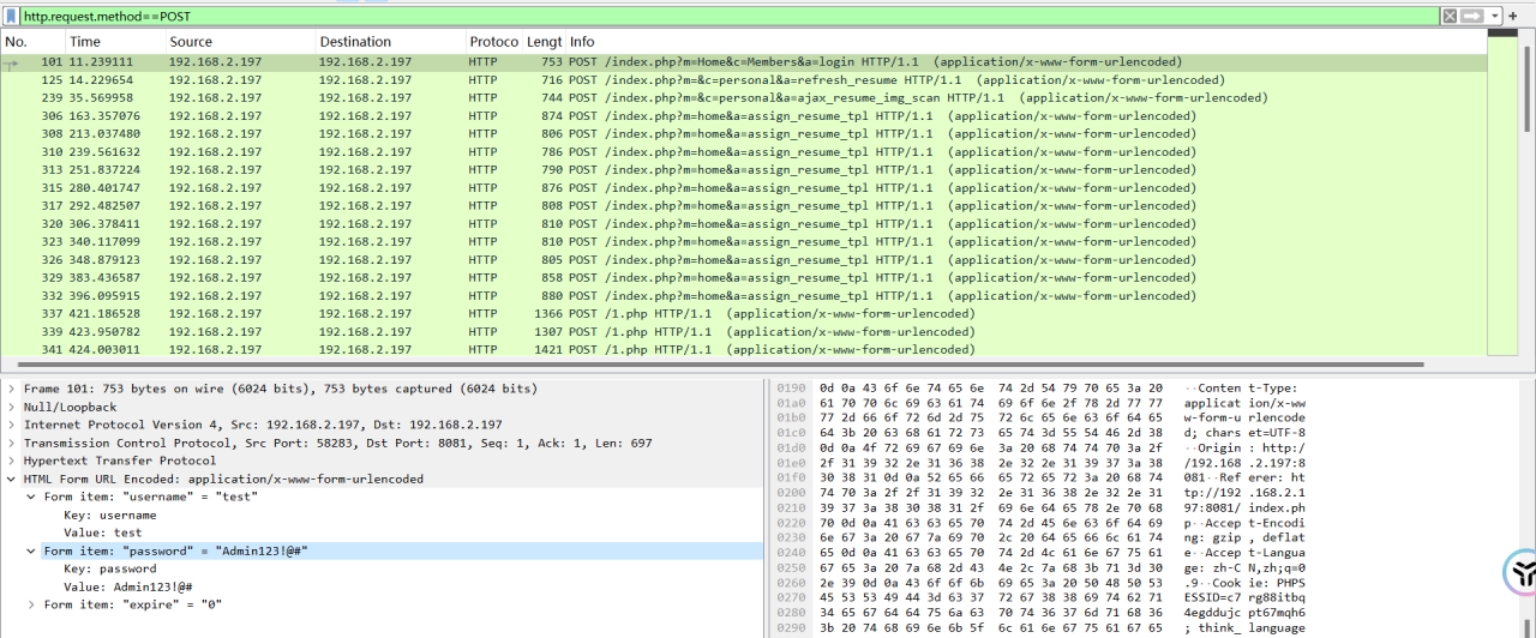 http.request.method==POST
No. Time Source Destination Protoco Lengt Info
101 11.239111 192.168.2.197 192.168.2.197 HTTP 753 POST /index.php?m=Home&c=Members&a=login HTTP/1.1 (application/x-www-form-urlencoded)
125 14.229654 192.168.2.197 192.168.2.197 HTTP 716 POST /index.php?m=&c=personal&a=refresh_resume HTTP/1.1 (application/x-www-form-urlencoded)
239 35.569958 192.168.2.197 192.168.2.197 HTTP 744 POST /index.php?m=&c=personal&a=ajax_resume_img_scan HTTP/1.1 (application/x-www-form-urlencoded)
306 163.357076 192.168.2.197 192.168.2.197 HTTP 874 POST /index.php?m=home&a=assign_resume_tpl HTTP/1.1 (application/x-www-form-urlencoded)
308 213.037480 192.168.2.197 192.168.2.197 HTTP 806 POST /index.php?m=home&a=assign_resume_tpl HTTP/1.1 (application/x-www-form-urlencoded)
310 239.561632 192.168.2.197 192.168.2.197 HTTP 786 POST /index.php?m=home&a=assign_resume_tpl HTTP/1.1 (application/x-www-form-urlencoded)
313 251.837224 192.168.2.197 192.168.2.197 HTTP 790 POST /index.php?m=home&a=assign_resume_tpl HTTP/1.1 (application/x-www-form-urlencoded)
315 280.401747 192.168.2.197 192.168.2.197 HTTP 876 POST /index.php?m=home&a=assign_resume_tpl HTTP/1.1 (application/x-www-form-urlencoded)
317 292.482507 192.168.2.197 192.168.2.197 HTTP 808 POST /index.php?m=home&a=assign_resume_tpl HTTP/1.1 (application/x-www-form-urlencoded)
320 306.378411 192.168.2.197 192.168.2.197 HTTP 810 POST /index.php?m=home&a=assign_resume_tpl HTTP/1.1 (application/x-www-form-urlencoded)
323 340.117099 192.168.2.197 192.168.2.197 HTTP 810 POST /index.php?m=home&a=assign_resume_tpl HTTP/1.1 (application/x-www-form-urlencoded)
326 348.879123 192.168.2.197 192.168.2.197 HTTP 805 POST /index.php?m=home&a=assign_resume_tpl HTTP/1.1 (application/x-www-form-urlencoded)
329 383.436587 192.168.2.197 192.168.2.197 HTTP 858 POST /index.php?m=home&a=assign_resume_tpl HTTP/1.1 (application/x-www-form-urlencoded)
332 396.095915 192.168.2.197 192.168.2.197 HTTP 880 POST /index.php?m=home&a=assign_resume_tpl HTTP/1.1 (application/x-www-form-urlencoded)
337 421.186528 192.168.2.197 192.168.2.197 HTTP 1366 POST /1.php HTTP/1.1 (application/x-www-form-urlencoded)
339 423.950782 192.168.2.197 192.168.2.197 HTTP 1307 POST /1.php HTTP/1.1 (application/x-www-form-urlencoded)
341 424.003011 192.168.2.197 192.168.2.197 HTTP 1421 POST /1.php HTTP/1.1 (application/x-www-form-urlencoded)
Frame 101: 753 bytes on wire (6024 bits), 753 bytes captured (6024 bits)
Null/Loopback
Internet Protocol Version 4, Src: 192.168.2.197, Dst: 192.168.2.197
Transmission Control Protocol, Src Port: 58283, Dst Port: 8081, Seq: 1, Ack: 1, Len: 697
Hypertext Transfer Protocol
HTML Form URL Encoded: application/x-www-form-urlencoded
Form item: "username" = "test"
Key: username
Value: test
Form item: "password" = "Admin123!@#"
Key: password
Value: Admin123!@#
Form item: "expire" = "0"
0190 0d 0a 43 6f 6e 74 65 6e 74 2d 54 79 70 65 3a 20 ··Conten t-Type:
01a0 61 70 70 6c 69 63 61 74 69 6f 6e 2f 78 2d 77 77 applicat ion/x-ww
01b0 77 2d 66 6f 72 6d 2d 75 72 6c 65 6e 63 6f 64 65 w-form-u rlencode
01c0 64 3b 20 63 68 61 72 73 65 74 3d 55 54 46 2d 38 d; chars et=UTF-8
01d0 0d 0a 4f 72 69 67 69 6e 3a 20 68 74 74 70 3a 2f ··Origin : http:/
01e0 2f 31 39 32 2e 31 36 38 2e 32 2e 31 39 37 3a 38 /192.168 .2.197:8
01f0 30 38 31 0d 0a 52 65 66 65 72 65 72 3a 20 68 74 081··Ref erer: ht
0200 74 70 3a 2f 2f 31 39 32 2e 31 36 38 2e 32 2e 31 tp://192 .168.2.1
0210 39 37 3a 38 30 38 31 2f 69 6e 64 65 78 2e 70 68 97:8081/ index.ph
0220 70 0d 0a 41 63 63 65 70 74 2d 45 6e 63 6f 64 69 p··Accep t-Encodi
0230 6e 67 3a 20 67 7a 69 70 2c 20 64 65 66 6c 61 74 ng: gzip , deflat
0240 65 0d 0a 41 63 63 65 70 74 2d 4c 61 6e 67 75 61 e··Accep t-Langua
0250 67 65 3a 20 7a 68 2d 43 4e 2c 7a 68 3b 71 3d 30 ge: zh-C N,zh;q=0
0260 2e 39 0d 0a 43 6f 6f 6b 69 65 3a 20 50 48 50 53 .9··Cook ie: PHPS
0270 45 53 53 49 44 3d 63 37 72 67 38 38 69 74 62 71 ESSID=c7 rg88itbq
0280 34 65 67 64 64 75 6a 63 70 74 36 37 6d 71 68 36 4egddujc pt67mqh6
0290 3b 20 74 68 69 6e 6b 5f 6c 61 6e 67 75 61 67 65 ; think_ language